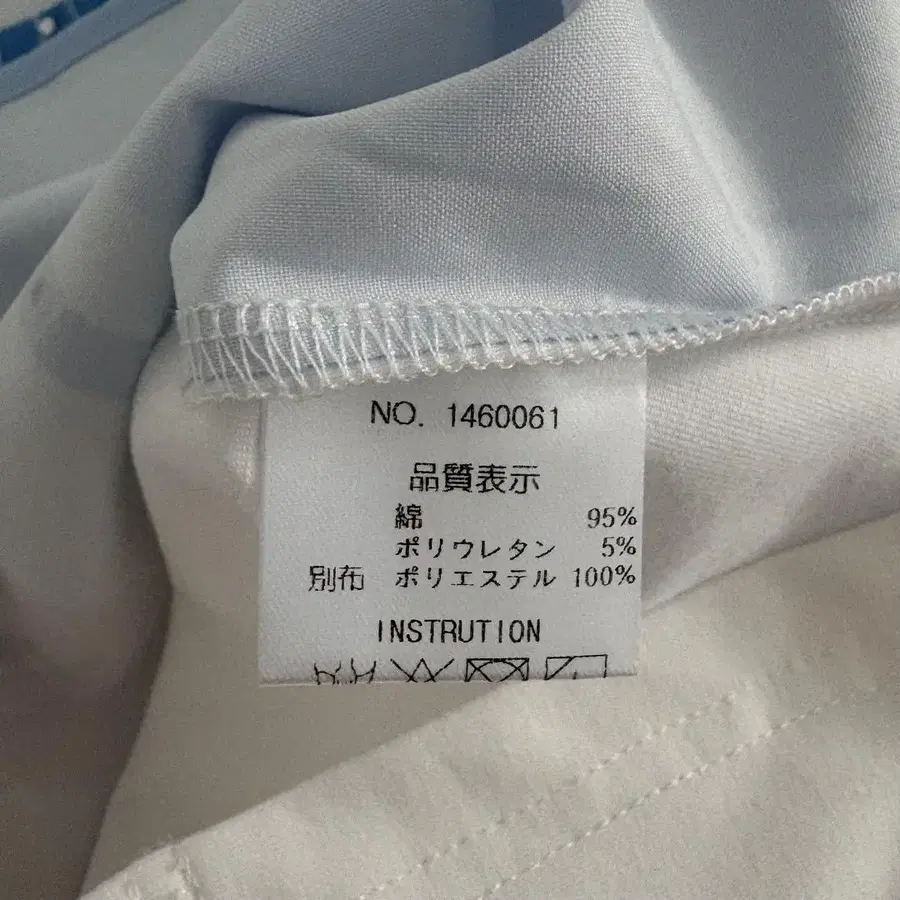 NO. 1460061
品質表示
綿 95%
ポリウレタン 5%
別布 ポリエステル 100%
INSTRUTION